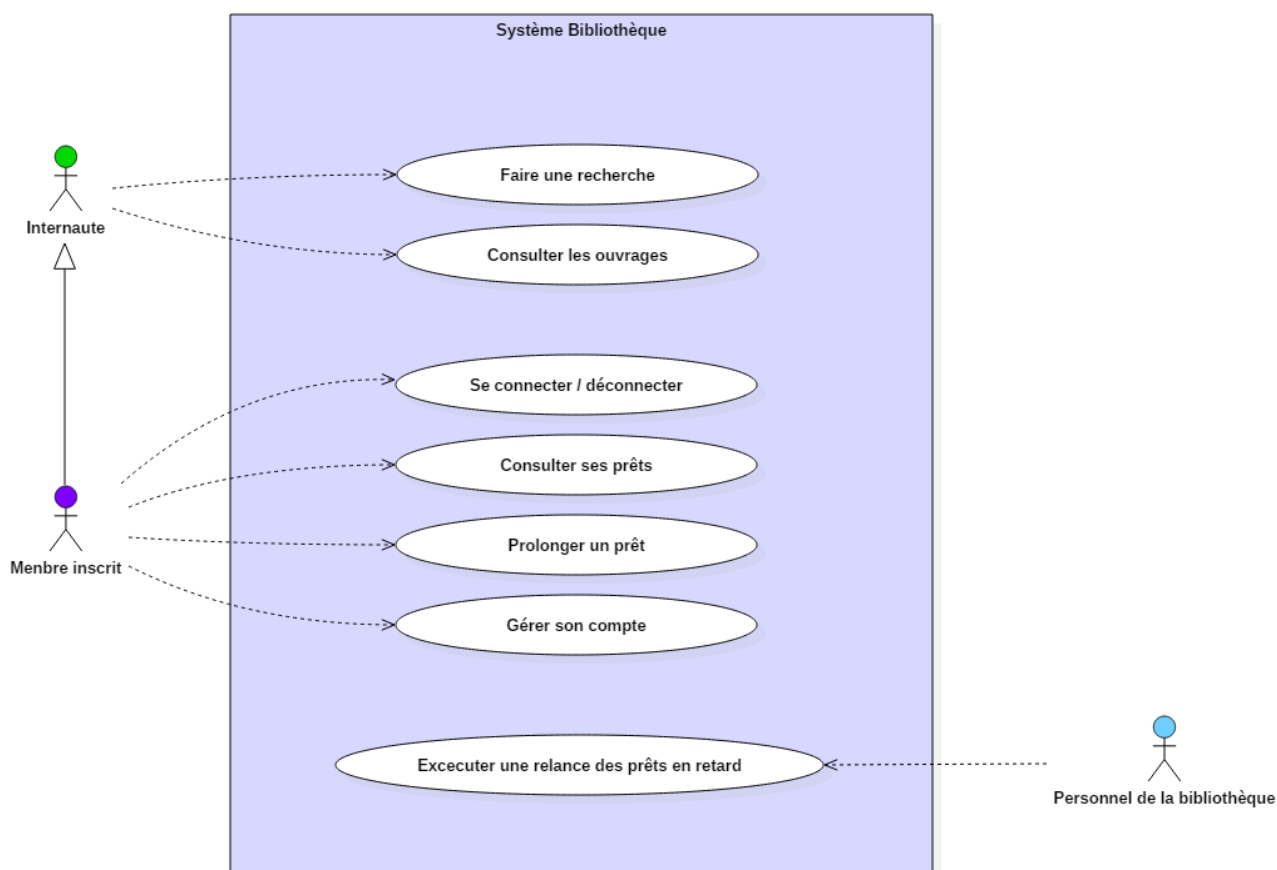 Système Bibliothèque
Faire une recherche
Internaute
Consulter les ouvrages
Se connecter / déconnecter
Consulter ses prêts
Prolonger un prêt
Menbre inscrit
Gérer son compte
Excecuter une relance des prêts en retard
Personnel de la bibliothèque